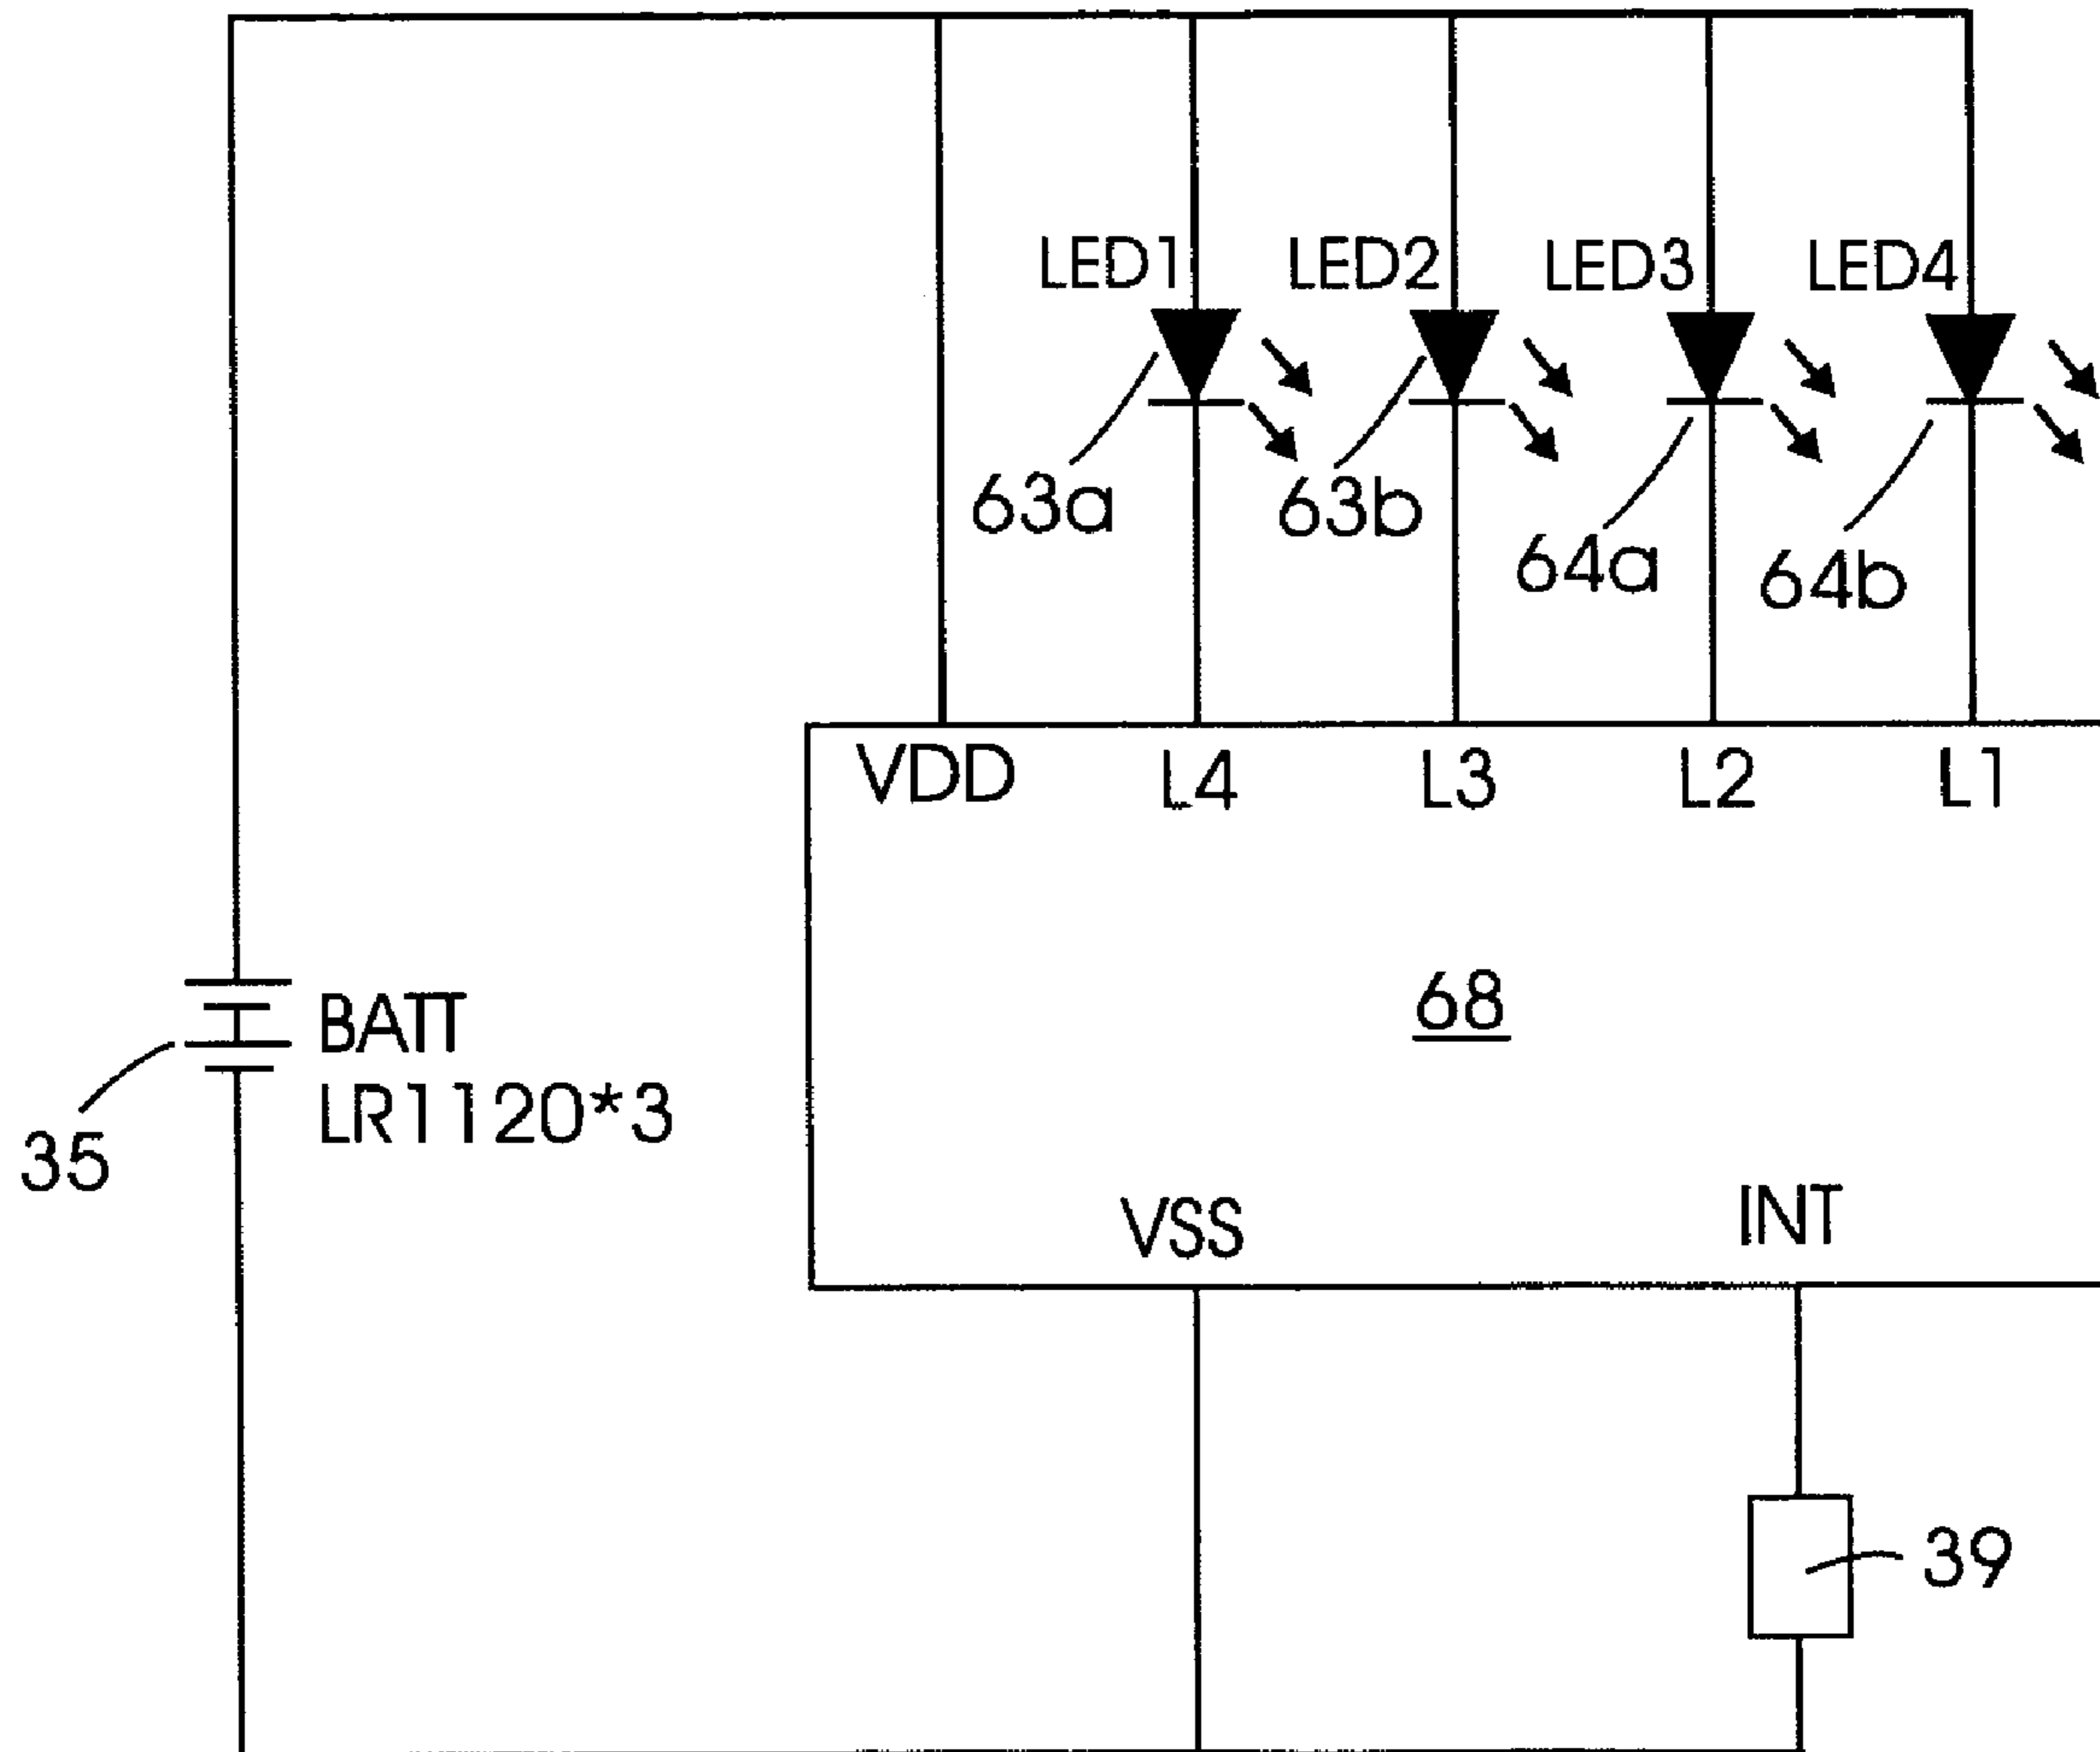 LED1 LED2 LED3 LED4
63a 63b 64a 64b
VDD L4 L3 L2 L1
68
BATT
LR1120*3
35
VSS INT
39